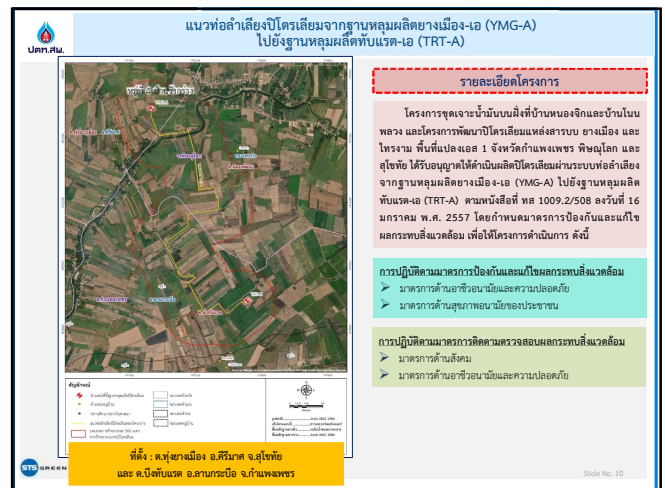 แนวท่อลำเลียงปิโตรเลียมจากฐานหลุมผลิตยางเมือง-เอ (YMG-A)
ไปยังฐานหลุมผลิตทับแรต-เอ (TRT-A)
ปตท.สผ.
รายละเอียดโครงการ
โครงการขุดเจาะน้ำมันบนฝั่งที่บ้านหนองจิกและบ้านโนน
พลวง และโครงการพัฒนาปิโตรเลียมแหล่งสารบบ ยางเมือง และ
ไทรงาม พื้นที่แปลงเอส 1 จังหวัดกำแพงเพชร พิษณุโลก และ
สุโขทัย ได้รับอนุญาตให้ดำเนินผลิตปิโตรเลียมผ่านระบบท่อลำเลียง
จากฐานหลุมผลิตยางเมือง-เอ (YMG-A) ไปยังฐานหลุมผลิต
ทับแรต-เอ (TRT-A) ตามหนังสือที่ ทส 1009.2/508 ลงวันที่ 16
มกราคม พ.ศ. 2557 โดยกำหนดมาตรการป้องกันและแก้ไข
ผลกระทบสิ่งแวดล้อม เพื่อให้โครงการดำเนินการ ดังนี้
การปฏิบัติตามมาตรการป้องกันและแก้ไขผลกระทบสิ่งแวดล้อม
มาตรการด้านอาชีวอนามัยและความปลอดภัย
มาตรการด้านสุขภาพอนามัยของประชาชน
การปฏิบัติตามมาตรการติดตามตรวจสอบผลกระทบสิ่งแวดล้อม
มาตรการด้านสังคม
มาตรการด้านอาชีวอนามัยและความปลอดภัย
สัญลักษณ์
ที่ตั้ง : ต.ทุ่งยางเมือง อ.คีรีมาศ จ.สุโขทัย
และ ต.บึงทับแรต อ.ลานกระบือ จ.กำแพงเพชร
STS GREEN
Slide No. 10